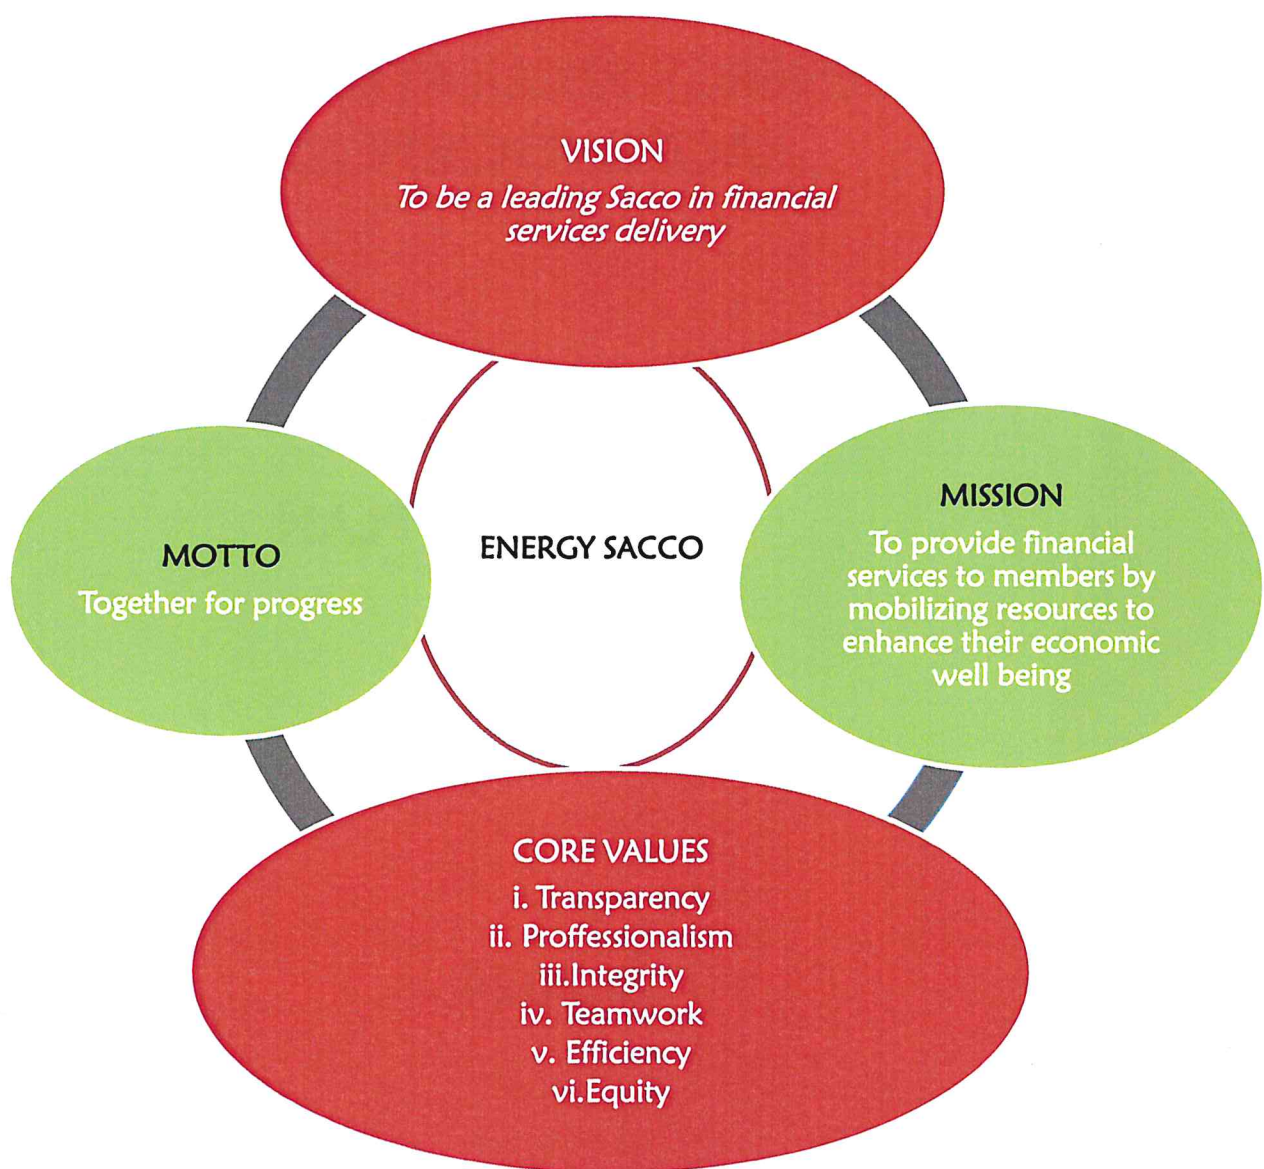 VISION
To be a leading Sacco in financial
services delivery
MOTTO
Together for progress
ENERGY SACCO
MISSION
To provide financial
services to members by
mobilizing resources to
enhance their economic
well being
CORE VALUES
i. Transparency
ii. Proffessionalism
iii.Integrity
iv. Teamwork
v. Efficiency
vi.Equity